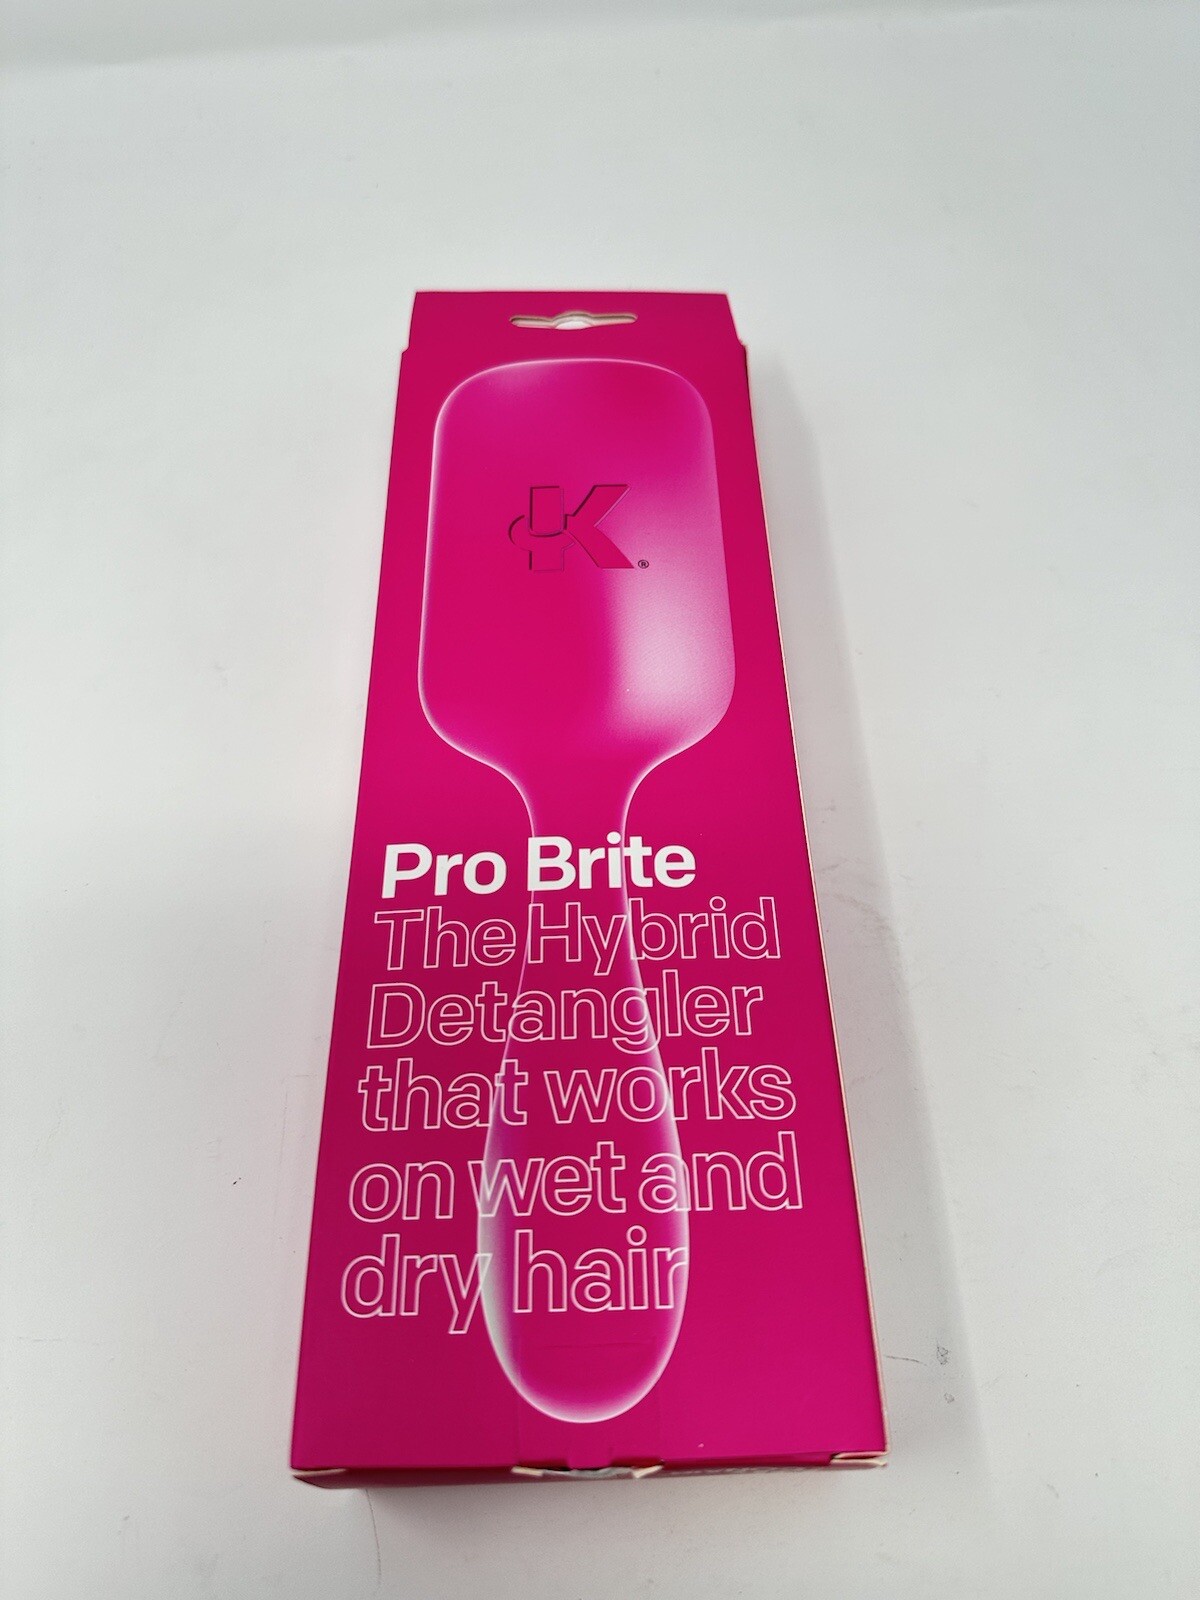 K®
Pro Brite
The Hybrid
Detangler
that works
on wet and
dry hair